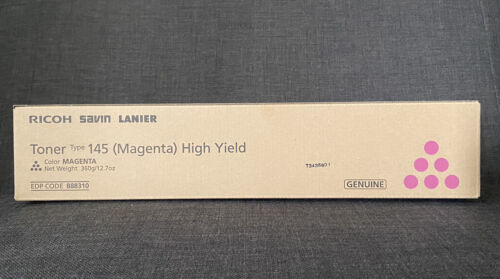 RICOH Savin LANIER
Toner Type 145 (Magenta) High Yield
Color MAGENTA
Net Weight 360g/12.7oz
EDP CODE 888310
GENUINE